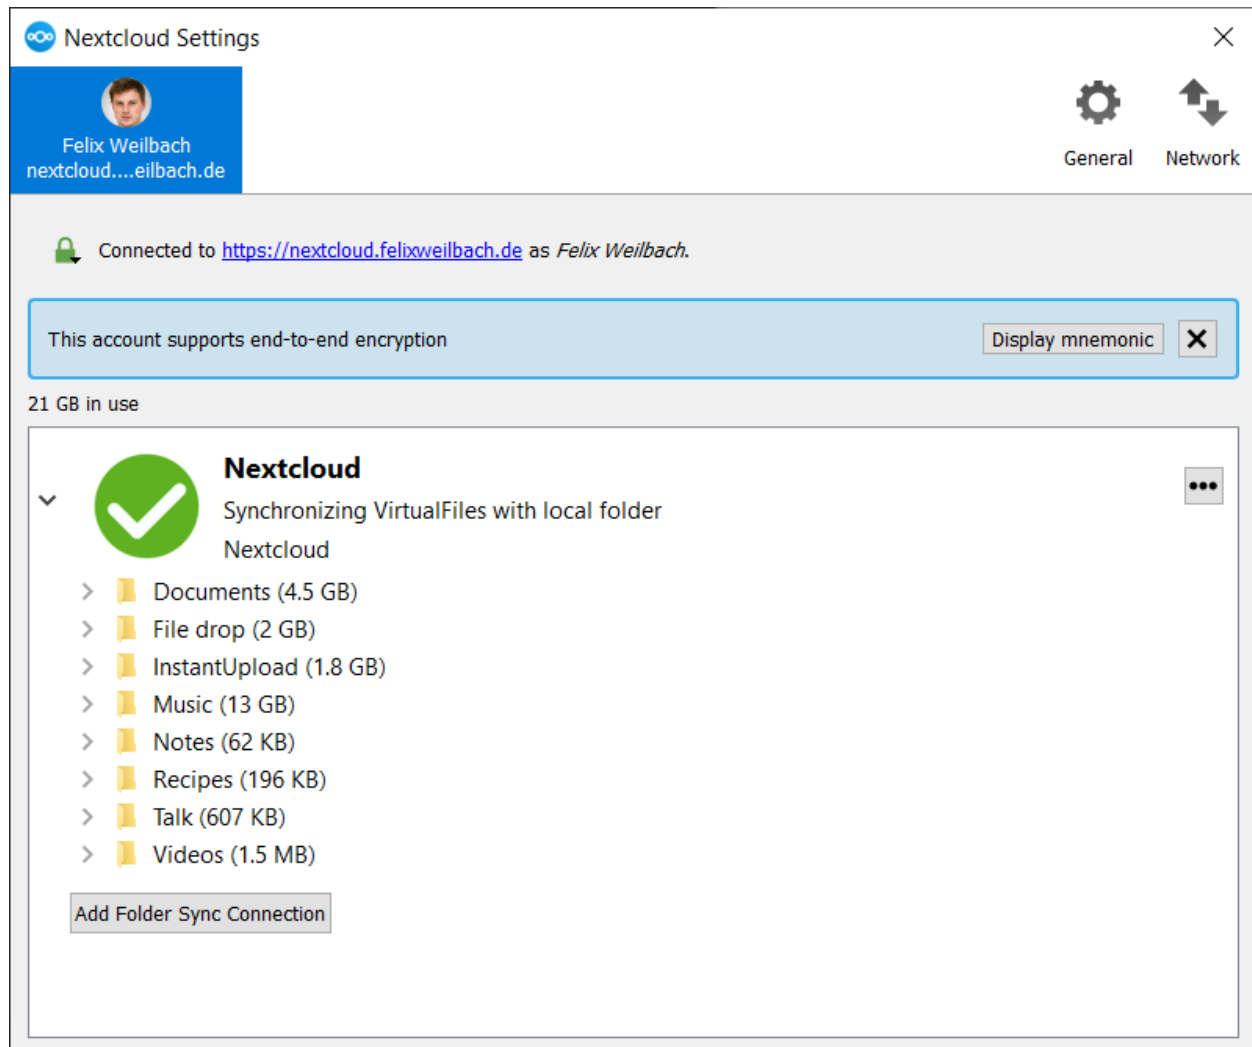 Nextcloud Settings
Felix Weilbach
nextcloud....eilbach.de
General
Network
Connected to https://nextcloud.felixweilbach.de as Felix Weilbach.
This account supports end-to-end encryption
Display mnemonic
21 GB in use
Nextcloud
Synchronizing VirtualFiles with local folder
Nextcloud
Documents (4.5 GB)
File drop (2 GB)
InstantUpload (1.8 GB)
Music (13 GB)
Notes (62 KB)
Recipes (196 KB)
Talk (607 KB)
Videos (1.5 MB)
Add Folder Sync Connection